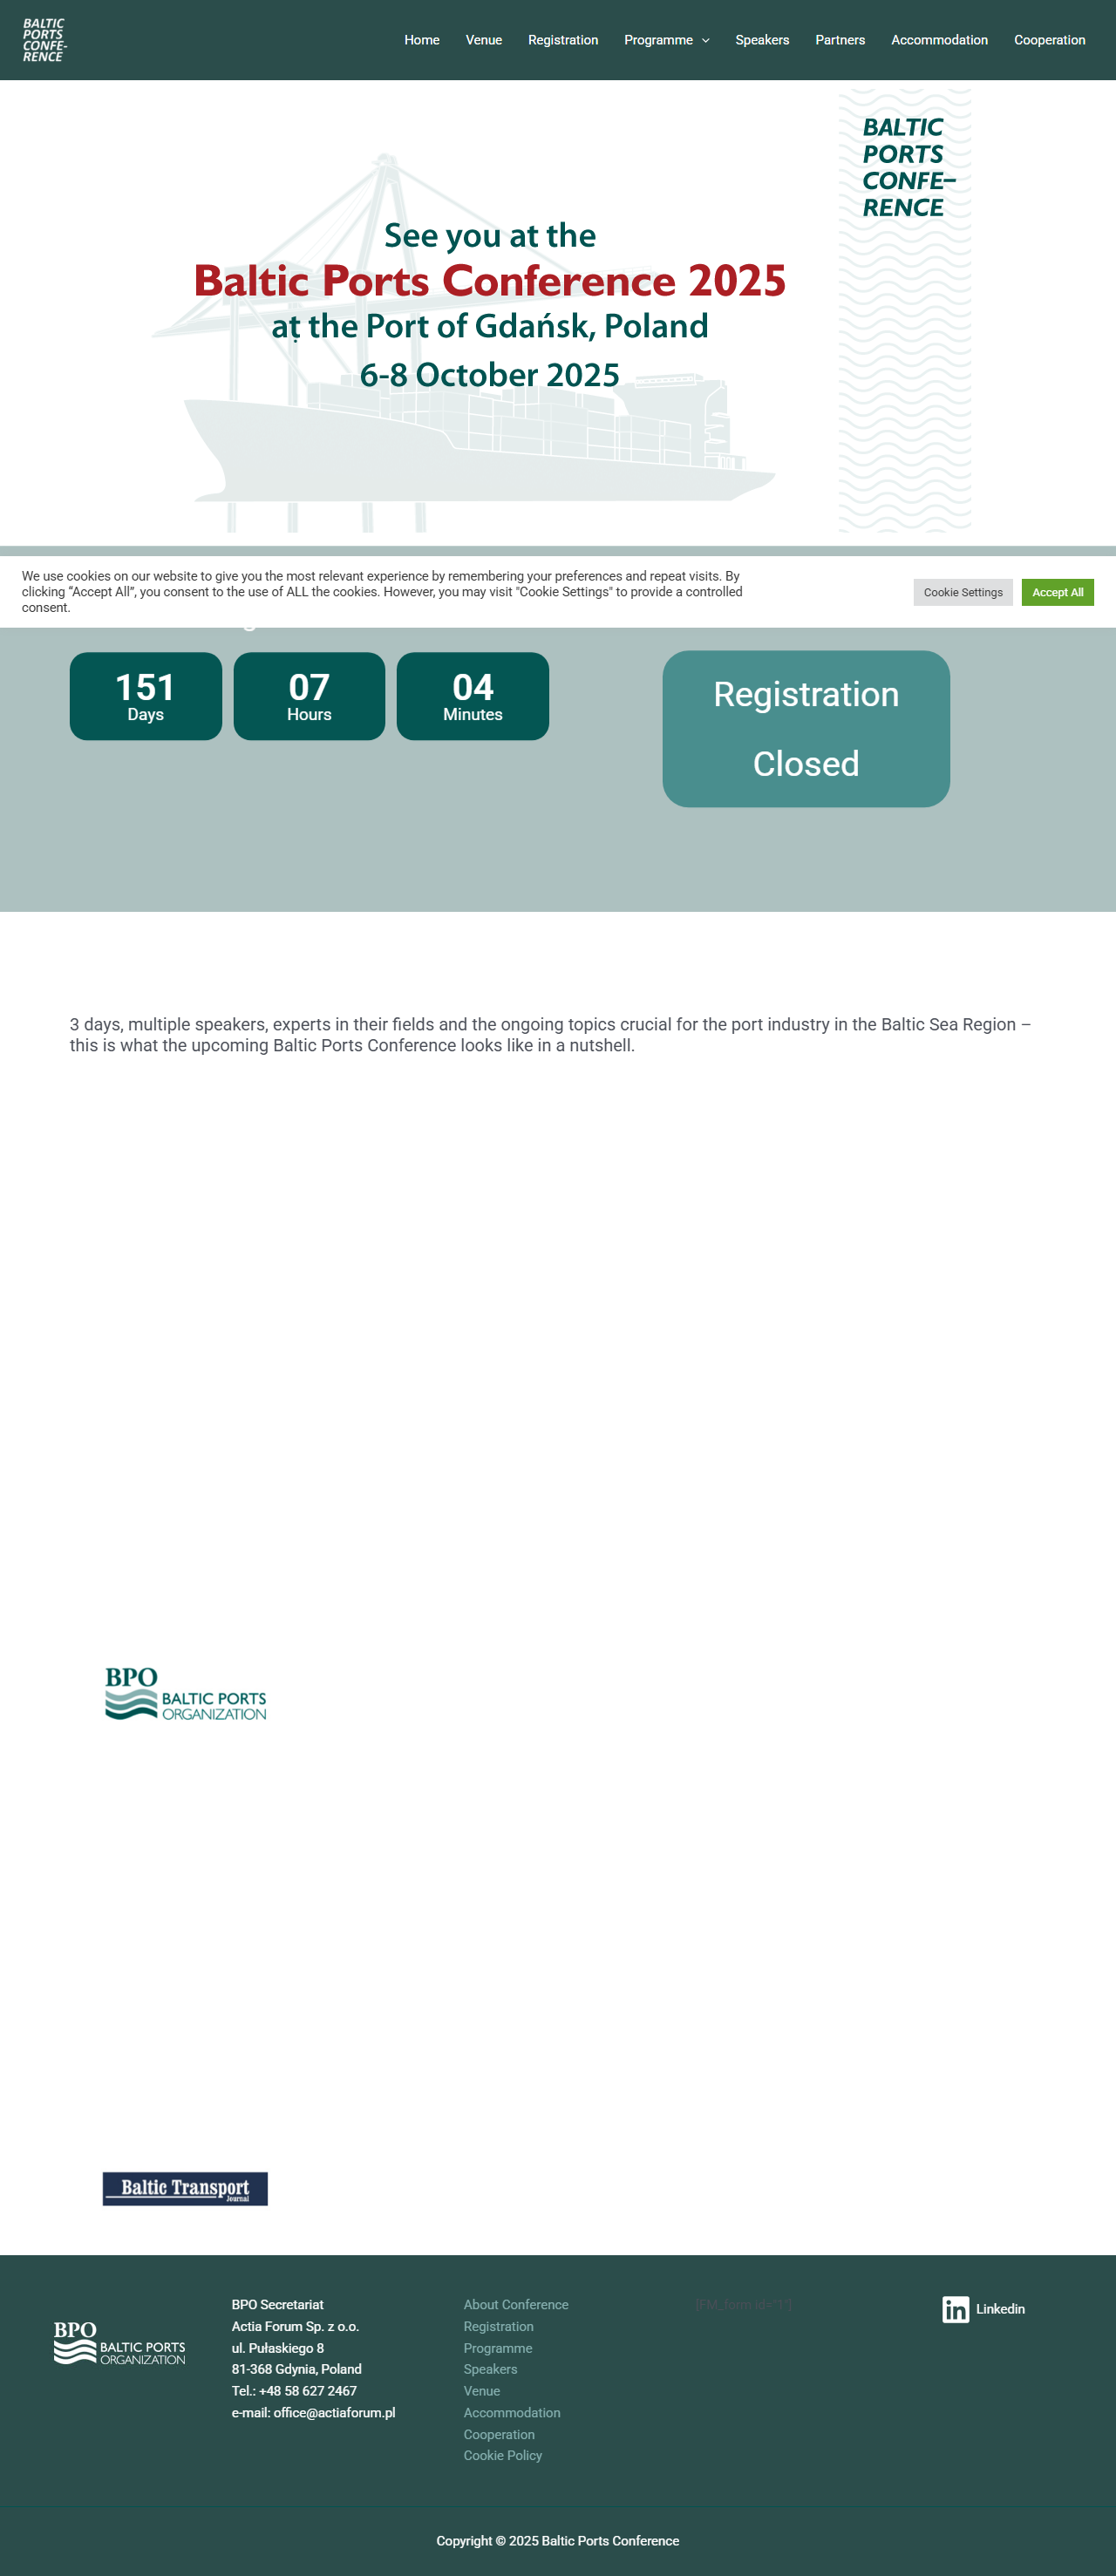 BALTIC
PORTS
CONFE-
RENCE
Home Venue Registration Programme Speakers Partners Accommodation Cooperation
BALTIC
PORTS
CONFE-
RENCE
See you at the
Baltic Ports Conference 2025
at the Port of Gdańsk, Poland
6-8 October 2025
We use cookies on our website to give you the most relevant experience by remembering your preferences and repeat visits. By
clicking “Accept All”, you consent to the use of ALL the cookies. However, you may visit "Cookie Settings" to provide a controlled
consent.
Cookie Settings
Accept All
151
Days
07
Hours
04
Minutes
Registration
Closed
3 days, multiple speakers, experts in their fields and the ongoing topics crucial for the port industry in the Baltic Sea Region –
this is what the upcoming Baltic Ports Conference looks like in a nutshell.
BPO
BALTIC PORTS
ORGANIZATION
Baltic Transport
Journal
BPO
BALTIC PORTS
ORGANIZATION
BPO Secretariat
Actia Forum Sp. z o.o.
ul. Pułaskiego 8
81-368 Gdynia, Poland
Tel.: +48 58 627 2467
e-mail: office@actiaforum.pl
About Conference
Registration
Programme
Speakers
Venue
Accommodation
Cooperation
Cookie Policy
[FM_form id="1"]
Linkedin
Copyright © 2025 Baltic Ports Conference